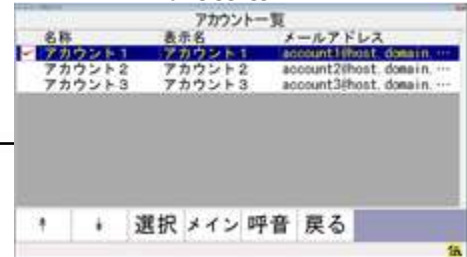 アカウント一覧
名称 表示名 メールアドレス
アカウント1 アカウント1 account1@host.domain.…
アカウント2 アカウント2 account2@host.domain.…
アカウント3 アカウント3 account3@host.domain.…
↑ ↓ 選択 メイン 呼音 戻る